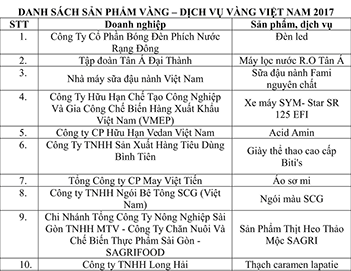 DANH SÁCH SẢN PHẨM VÀNG – DỊCH VỤ VÀNG VIỆT NAM 2017
STT Doanh nghiệp Sản phẩm, dịch vụ
1. Công Ty Cổ Phần Bóng Đèn Phích Nước Rạng Đông Đèn led
2. Tập đoàn Tân Á Đại Thành Máy lọc nước R.O Tân Á
3. Nhà máy sữa đậu nành Việt Nam Sữa đậu nành Fami nguyên chất
4. Công Ty Hữu Hạn Chế Tạo Công Nghiệp Và Gia Công Chế Biến Hàng Xuất Khẩu Việt Nam (VMEP) Xe máy SYM- Star SR 125 EFI
5. Công ty CP Hữu Hạn Vedan Việt Nam Acid Amin
6. Công Ty TNHH Sản Xuất Hàng Tiêu Dùng Bình Tiên Giày thể thao cao cấp Biti's
7. Tổng Công ty CP May Việt Tiến Áo sơ mi
8. Công ty TNHH Ngói Bê Tông SCG (Việt Nam) Ngói màu SCG
9. Chi Nhánh Tổng Công Ty Nông Nghiệp Sài Gòn TNHH MTV - Công Ty Chăn Nuôi Và Chế Biến Thực Phẩm Sài Gòn - SAGRIFOOD Sản Phẩm Thịt Heo Thảo Mộc SAGRI
10. Công ty TNHH Long Hải Thạch caramen lapatie